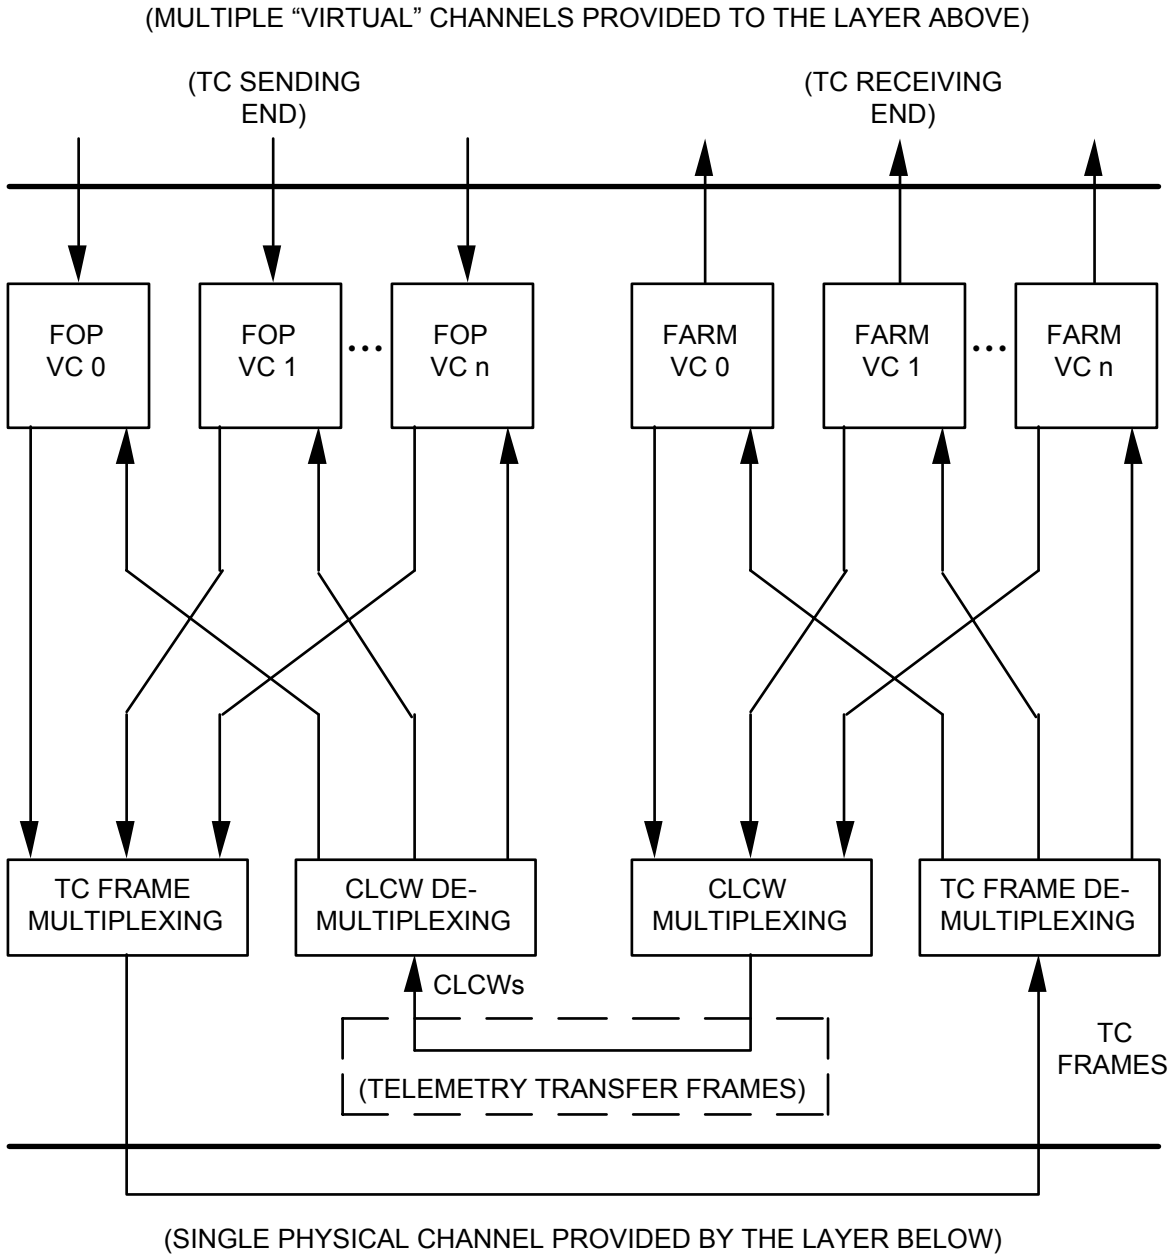 (MULTIPLE “VIRTUAL” CHANNELS PROVIDED TO THE LAYER ABOVE)
(TC SENDING
END)
(TC RECEIVING
END)
FOP
VC 0
FOP
VC 1
...
FOP
VC n
FARM
VC 0
FARM
VC 1
...
FARM
VC n
TC FRAME
MULTIPLEXING
CLCW DE-
MULTIPLEXING
CLCW
MULTIPLEXING
TC FRAME DE-
MULTIPLEXING
CLCWs
TC
FRAMES
(TELEMETRY TRANSFER FRAMES)
(SINGLE PHYSICAL CHANNEL PROVIDED BY THE LAYER BELOW)